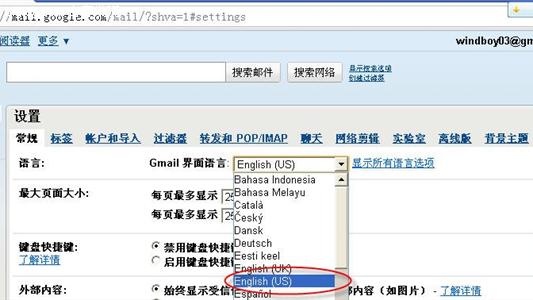 //mail.google.com/mail/?shva=1#settings
阅读器 更多 ▼ windboy03@gm
搜索邮件 搜索网络 显示搜索选项
创建过滤器
设置
常规 标签 帐户和导入 过滤器 转发和 POP/IMAP 聊天 网络剪辑 实验室 离线版 背景主题
语言: Gmail 界面语言: English (US) 显示所有语言选项
Bahasa Indonesia
最大页面大小: 每页最多显示 25
Bahasa Melayu
Català
每页最多显示 25
Český
Dansk
Deutsch
键盘快捷键: 禁用键盘快捷键
Eesti keel
了解详情 启用键盘快捷键
English (UK)
English (US)
外部内容: 始终显示受信任 内容(如图片) - 了解详情
Español